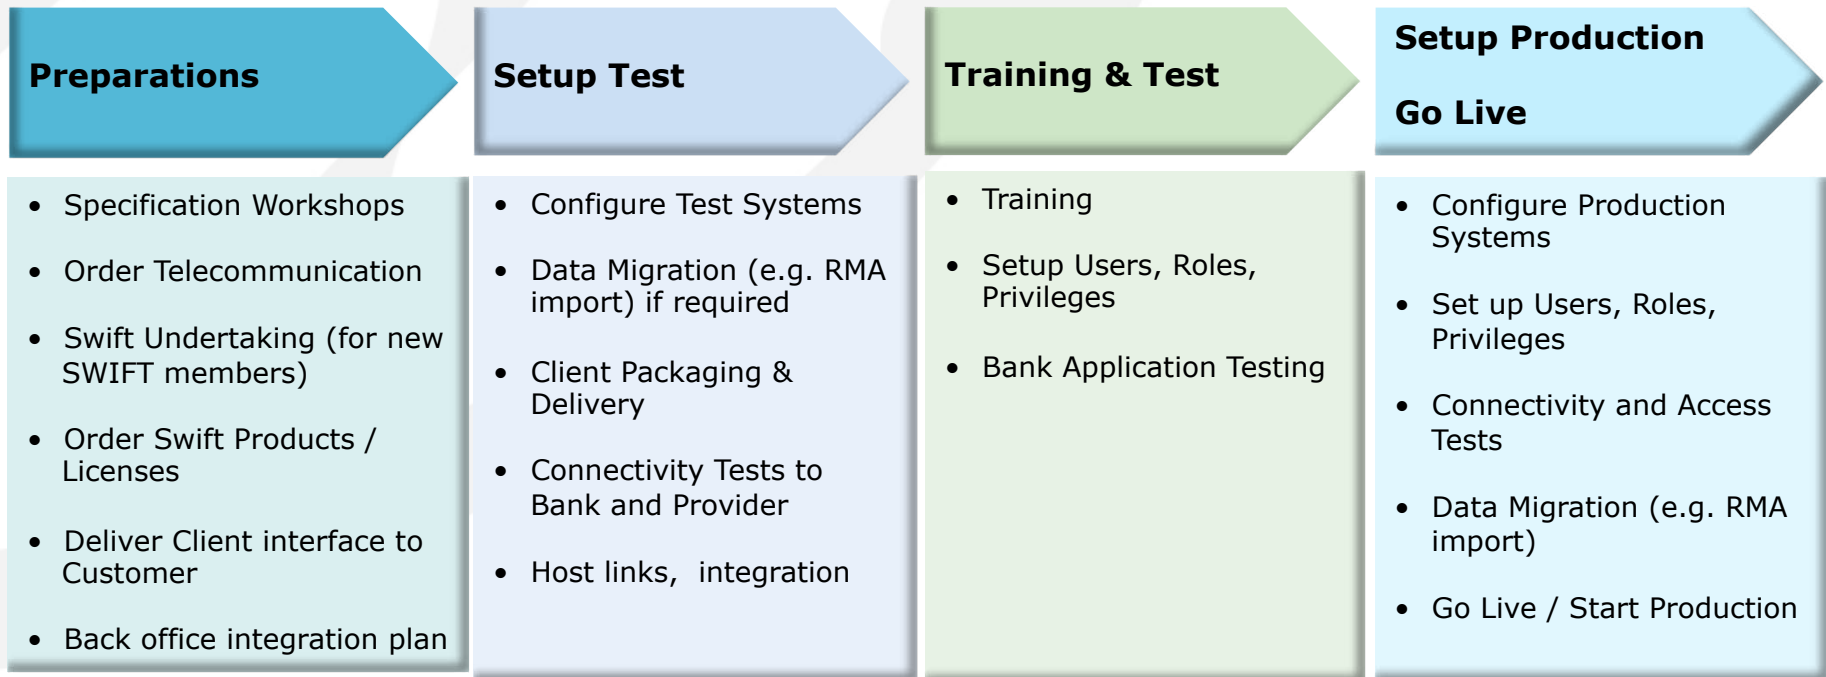 Preparations
• Specification Workshops
• Order Telecommunication
• Swift Undertaking (for new
SWIFT members)
• Order Swift Products /
Licenses
• Deliver Client interface to
Customer
• Back office integration plan
Setup Test
• Configure Test Systems
• Data Migration (e.g. RMA
import) if required
• Client Packaging &
Delivery
• Connectivity Tests to
Bank and Provider
• Host links, integration
Training & Test
• Training
• Setup Users, Roles,
Privileges
• Bank Application Testing
Setup Production
Go Live
• Configure Production
Systems
• Set up Users, Roles,
Privileges
• Connectivity and Access
Tests
• Data Migration (e.g. RMA
import)
• Go Live / Start Production